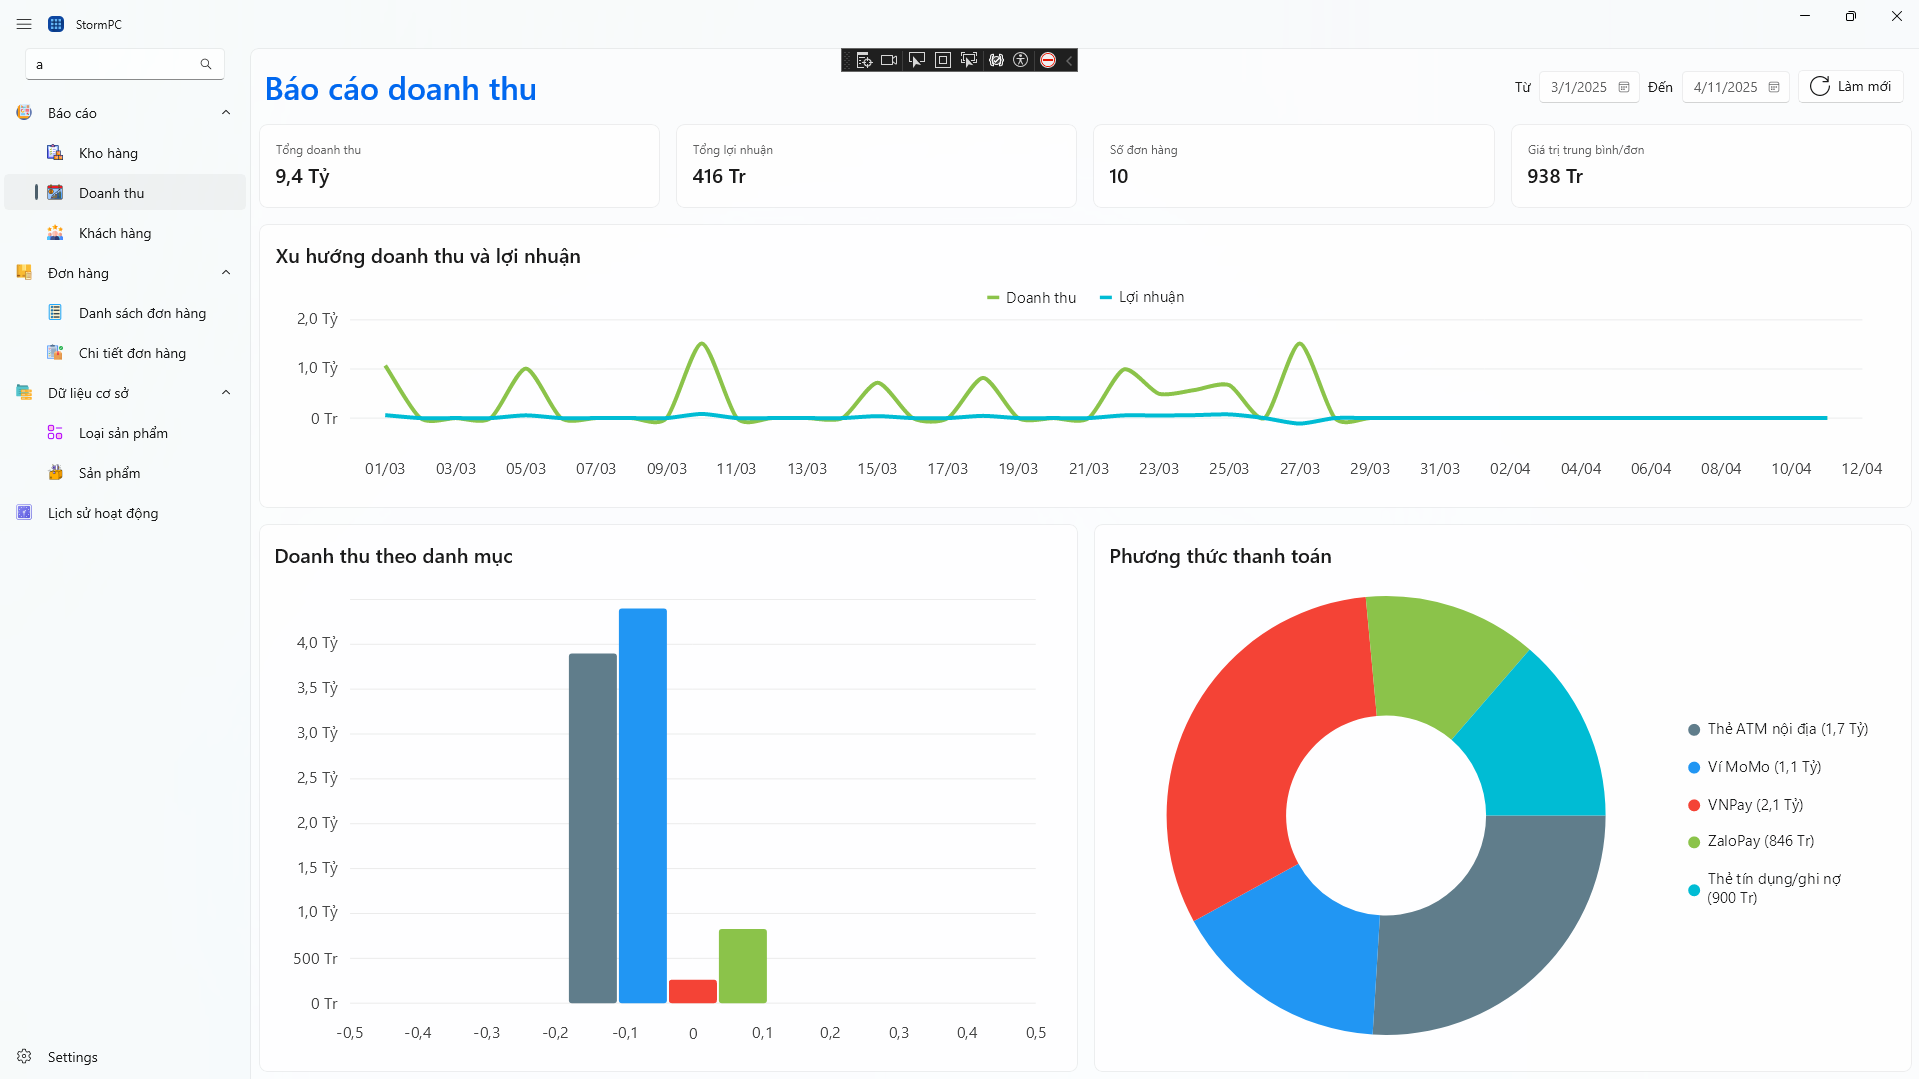 StormPC
a
Báo cáo
Kho hàng
Doanh thu
Khách hàng
Đơn hàng
Danh sách đơn hàng
Chi tiết đơn hàng
Dữ liệu cơ sở
Loại sản phẩm
Sản phẩm
Lịch sử hoạt động
Settings
Báo cáo doanh thu
Từ 3/1/2025 Đến 4/11/2025 Làm mới
Tổng doanh thu
9,4 Tỷ
Tổng lợi nhuận
416 Tr
Số đơn hàng
10
Giá trị trung bình/đơn
938 Tr
Xu hướng doanh thu và lợi nhuận
Doanh thu Lợi nhuận
2,0 Tỷ
1,0 Tỷ
0 Tr
01/03 03/03 05/03 07/03 09/03 11/03 13/03 15/03 17/03 19/03 21/03 23/03 25/03 27/03 29/03 31/03 02/04 04/04 06/04 08/04 10/04 12/04
Doanh thu theo danh mục
4,0 Tỷ
3,5 Tỷ
3,0 Tỷ
2,5 Tỷ
2,0 Tỷ
1,5 Tỷ
1,0 Tỷ
500 Tr
0 Tr
-0,5 -0,4 -0,3 -0,2 -0,1 0 0,1 0,2 0,3 0,4 0,5
Phương thức thanh toán
Thẻ ATM nội địa (1,7 Tỷ)
Ví MoMo (1,1 Tỷ)
VNPay (2,1 Tỷ)
ZaloPay (846 Tr)
Thẻ tín dụng/ghi nợ
(900 Tr)